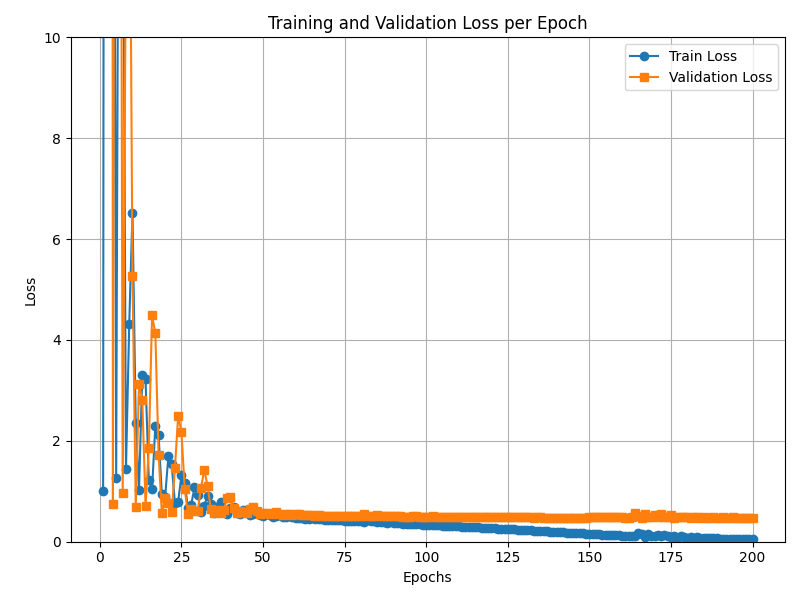 Training and Validation Loss per Epoch
Train Loss
Validation Loss
10
8
6
4
2
0
Loss
0 25 50 75 100 125 150 175 200
Epochs